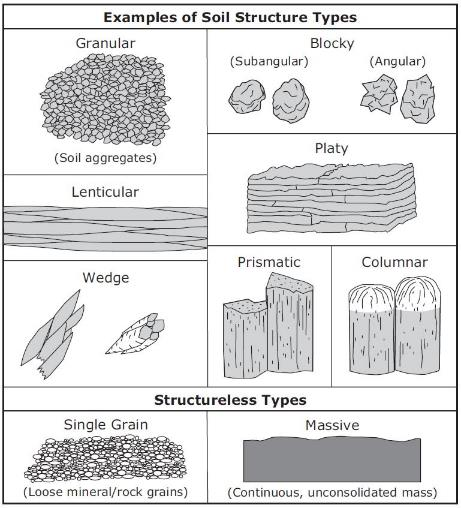 Examples of Soil Structure Types
Granular
(Soil aggregates)
Blocky
(Subangular)
(Angular)
Platy
Lenticular
Wedge
Prismatic
Columnar
Structureless Types
Single Grain
(Loose mineral/rock grains)
Massive
(Continuous, unconsolidated mass)